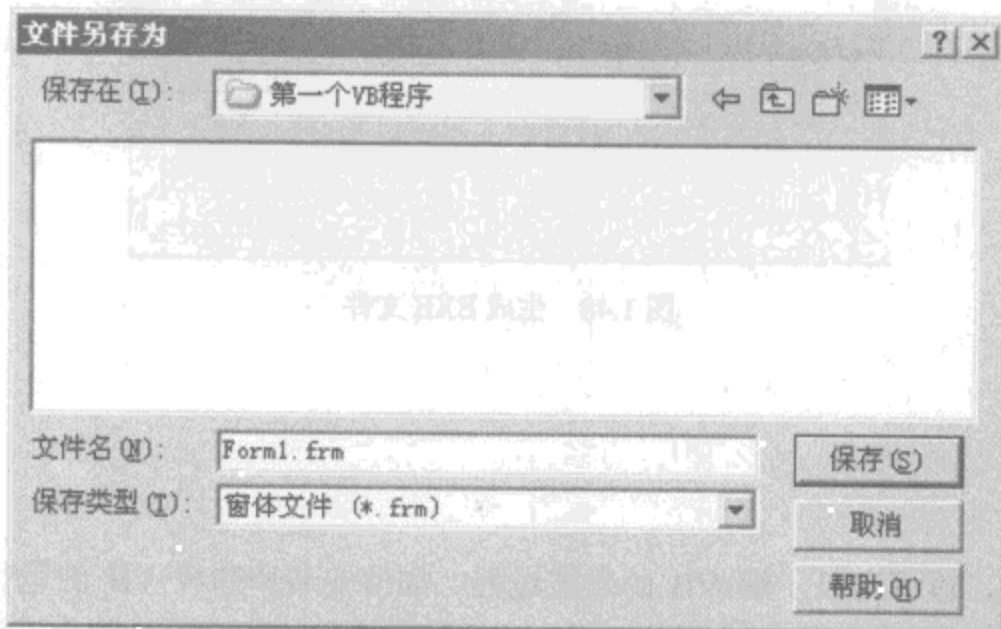 文件另存为
保存在(I):
第一个VB程序
文件名(N):
Form1.frm
保存(S)
保存类型(T):
窗体文件 (*.frm)
取消
帮助(H)